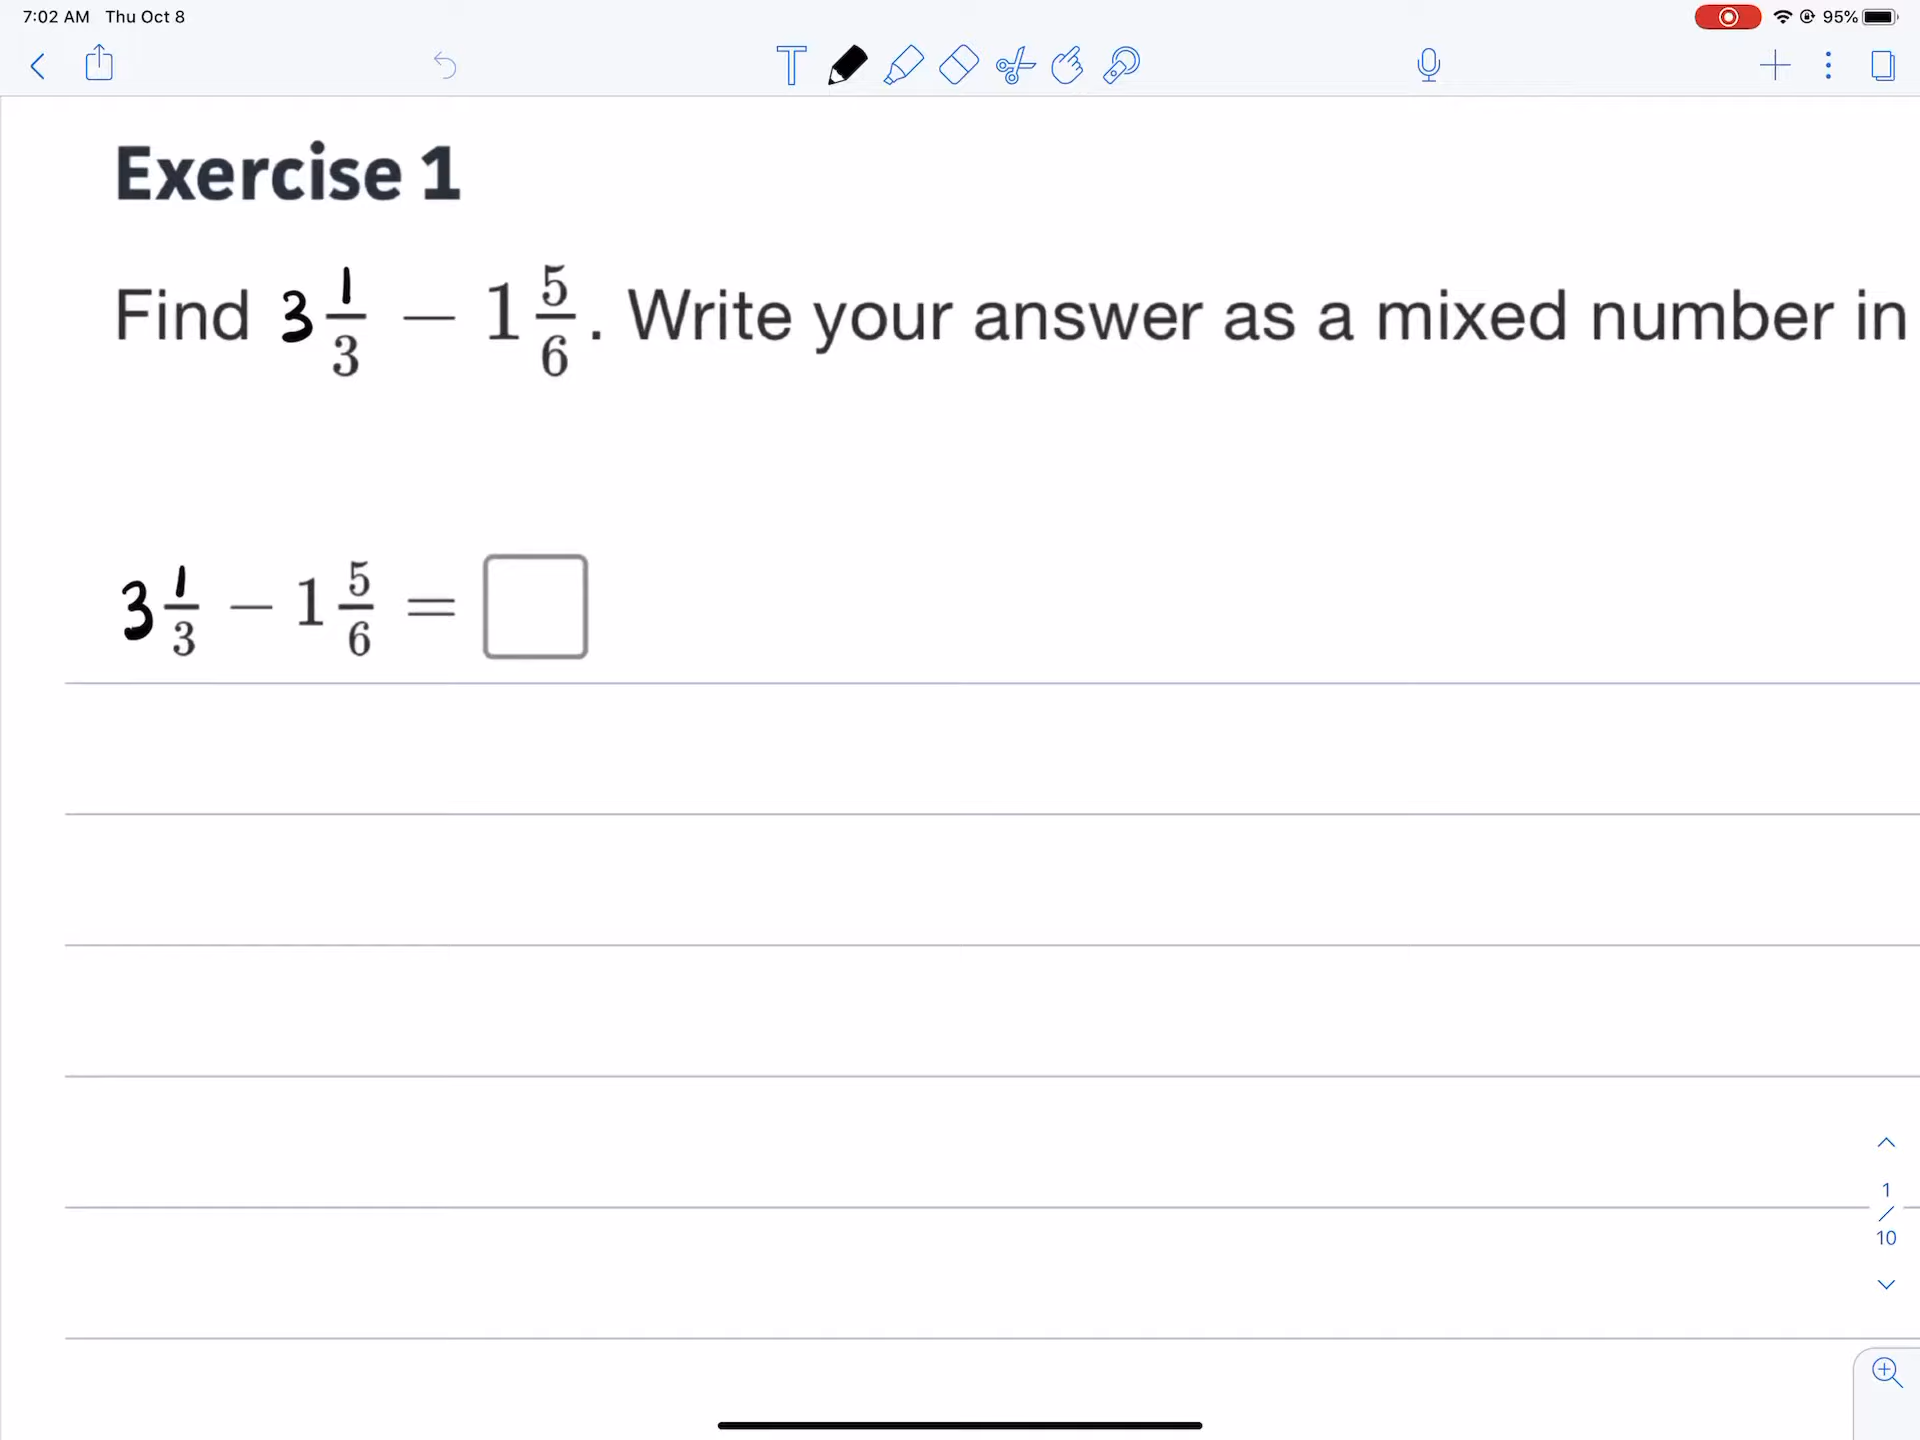 7:02 AM Thu Oct 8 95%
T
Exercise 1
Find 3 1/3 − 1 5/6. Write your answer as a mixed number in
3 1/3 − 1 5/6 =
1
/
10